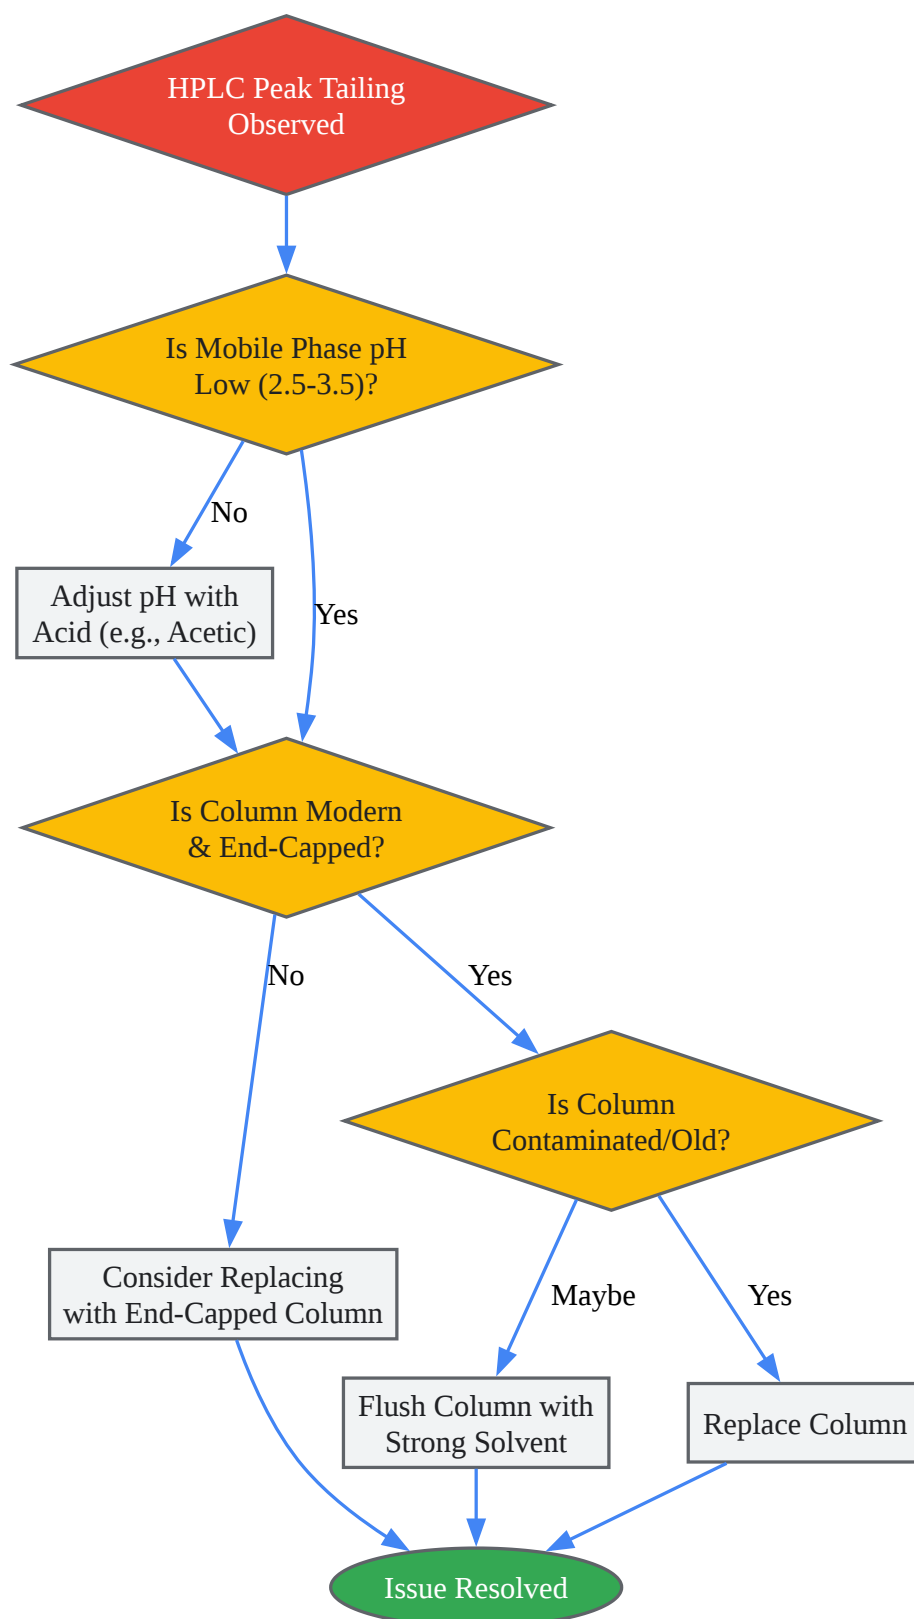 HPLC Peak Tailing
Observed
Is Mobile Phase pH
Low (2.5-3.5)?
No
Adjust pH with
Acid (e.g., Acetic)
Yes
Is Column Modern
& End-Capped?
No
Yes
Is Column
Contaminated/Old?
Consider Replacing
with End-Capped Column
Maybe
Yes
Flush Column with
Strong Solvent
Replace Column
Issue Resolved